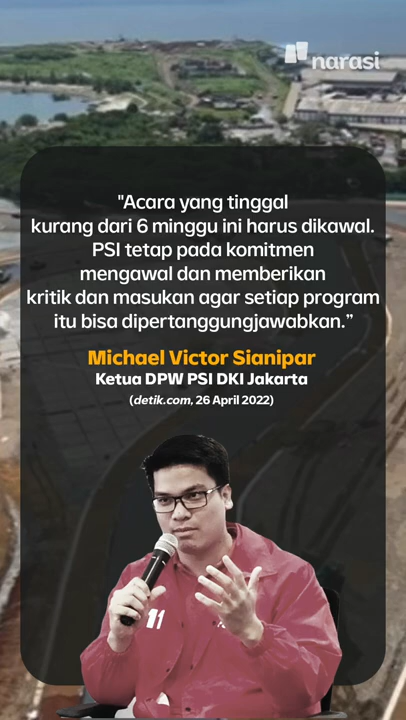 narasi
"Acara yang tinggal
kurang dari 6 minggu ini harus dikawal.
PSI tetap pada komitmen
mengawal dan memberikan
kritik dan masukan agar setiap program
itu bisa dipertanggungjawabkan.”
Michael Victor Sianipar
Ketua DPW PSI DKI Jakarta
(detik.com, 26 April 2022)
11